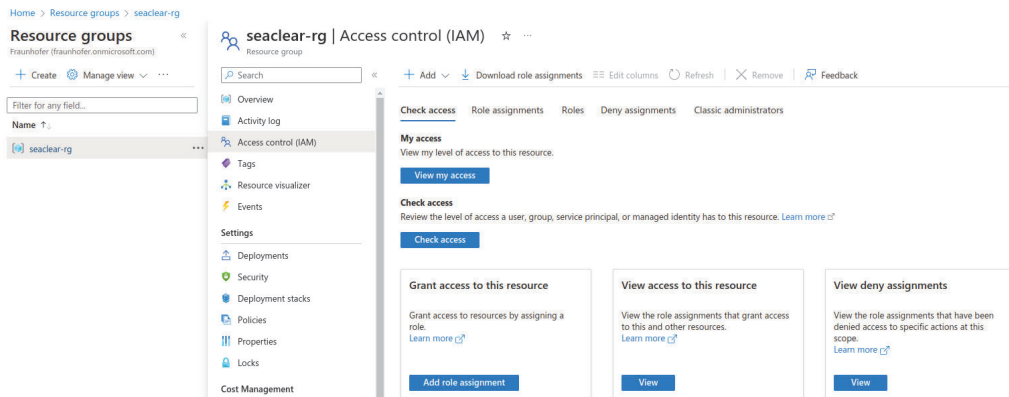 Home > Resource groups > seaclear-rg
Resource groups «
Fraunhofer (fraunhofer.onmicrosoft.com)
+ Create Manage view ...
Filter for any field...
Name ↑↓
seaclear-rg ...
seaclear-rg | Access control (IAM) ☆ ...
Resource group
Search «
Overview
Activity log
Access control (IAM)
Tags
Resource visualizer
Events
Settings
Deployments
Security
Deployment stacks
Policies
Properties
Locks
Cost Management
+ Add Download role assignments Edit columns Refresh Remove Feedback
Check access Role assignments Roles Deny assignments Classic administrators
My access
View my level of access to this resource.
View my access
Check access
Review the level of access a user, group, service principal, or managed identity has to this resource. Learn more
Check access
Grant access to this resource
Grant access to resources by assigning a
role.
Learn more
Add role assignment
View access to this resource
View the role assignments that grant access
to this and other resources.
Learn more
View
View deny assignments
View the role assignments that have been
denied access to specific actions at this
scope.
Learn more
View